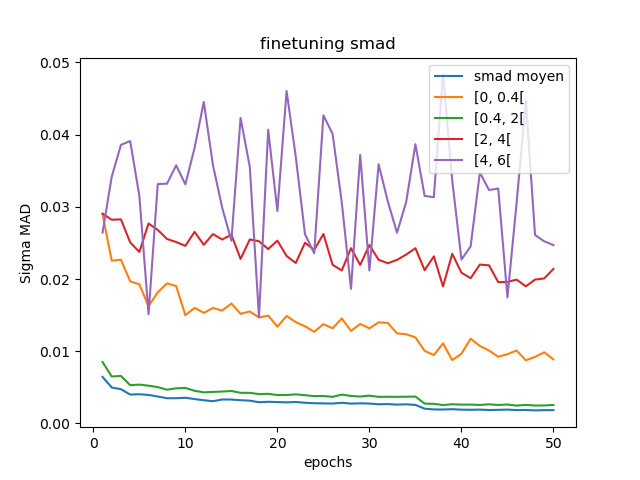 finetuning smad
0.05
0.04
0.03
0.02
0.01
0.00
Sigma MAD
smad moyen
[0, 0.4[
[0.4, 2[
[2, 4[
[4, 6[
0 10 20 30 40 50
epochs